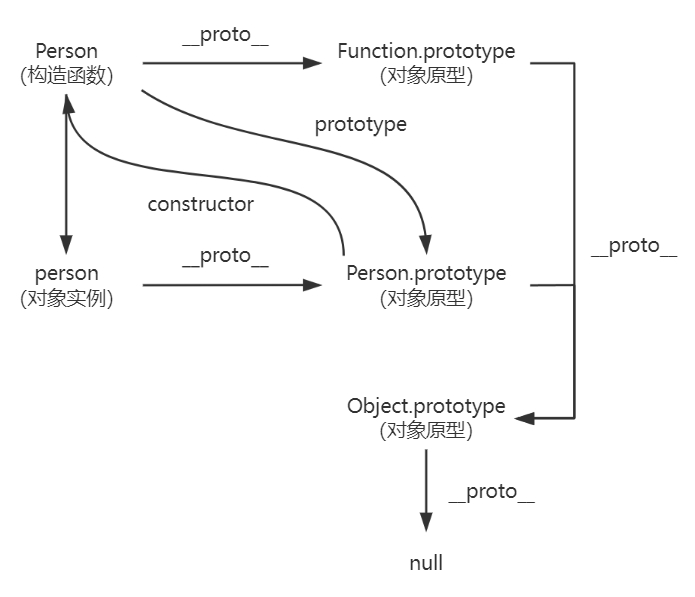 Person
(构造函数)
__proto__
Function.prototype
(对象原型)
prototype
constructor
__proto__
person
(对象实例)
__proto__
Person.prototype
(对象原型)
Object.prototype
(对象原型)
__proto__
null